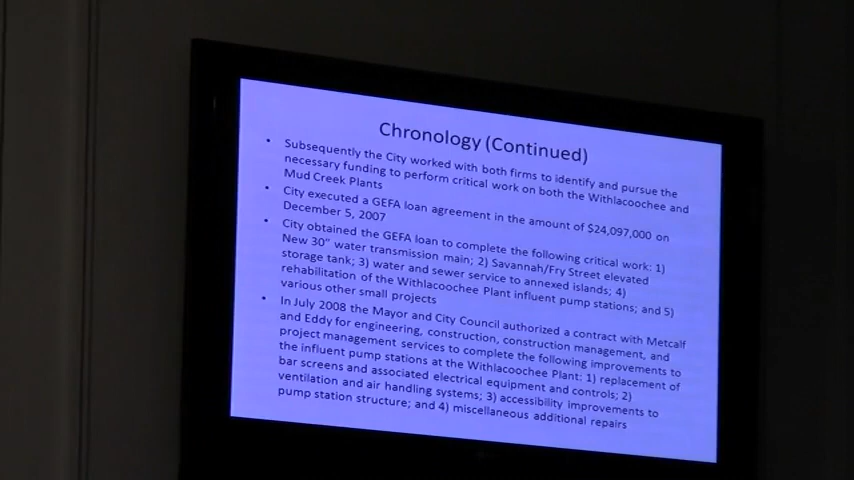 Chronology (Continued)
• Subsequently the City worked with both firms to identify and pursue the
necessary funding to perform critical work on both the Withlacoochee and
Mud Creek Plants
• City executed a GEFA loan agreement in the amount of $24,097,000 on
December 5, 2007
• City obtained the GEFA loan to complete the following critical work: 1)
New 30" water transmission main; 2) Savannah/Fry Street elevated
storage tank; 3) water and sewer service to annexed islands; 4)
rehabilitation of the Withlacoochee Plant influent pump stations; and 5)
various other small projects
• In July 2008 the Mayor and City Council authorized a contract with Metcalf
and Eddy for engineering, construction, construction management, and
project management services to complete the following improvements to
the influent pump stations at the Withlacoochee Plant: 1) replacement of
bar screens and associated electrical equipment and controls; 2)
ventilation and air handling systems; 3) accessibility improvements to
pump station structure; and 4) miscellaneous additional repairs